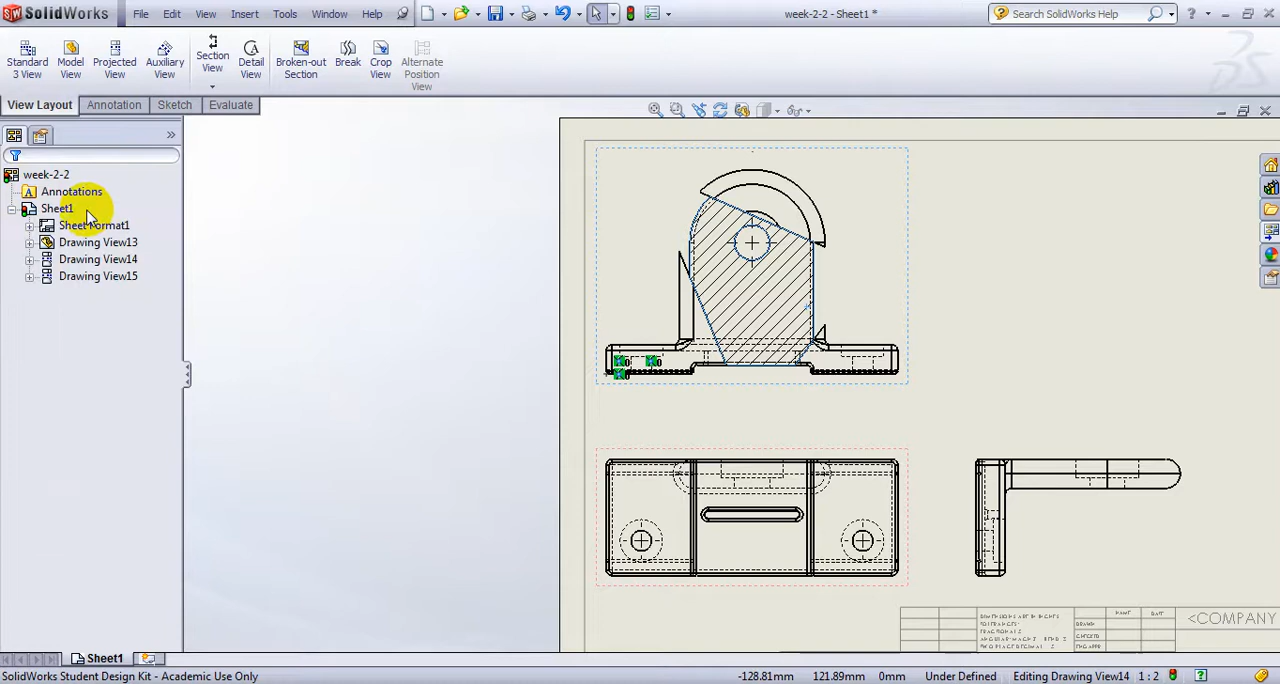 SolidWorks File Edit View Insert Tools Window Help week-2-2 - Sheet1 * Search SolidWorks Help
Standard 3 View
Model View
Projected View
Auxiliary View
Section View
Detail View
Broken-out Section
Break
Crop View
Alternate Position View
View Layout Annotation Sketch Evaluate
week-2-2
Annotations
Sheet1
Sheet Format1
Drawing View13
Drawing View14
Drawing View15
NAME DATE
DRAWN
CHECKED
<COMPANY
Sheet1
SolidWorks Student Design Kit - Academic Use Only -128.81mm 121.89mm 0mm Under Defined Editing Drawing View14 1 : 2